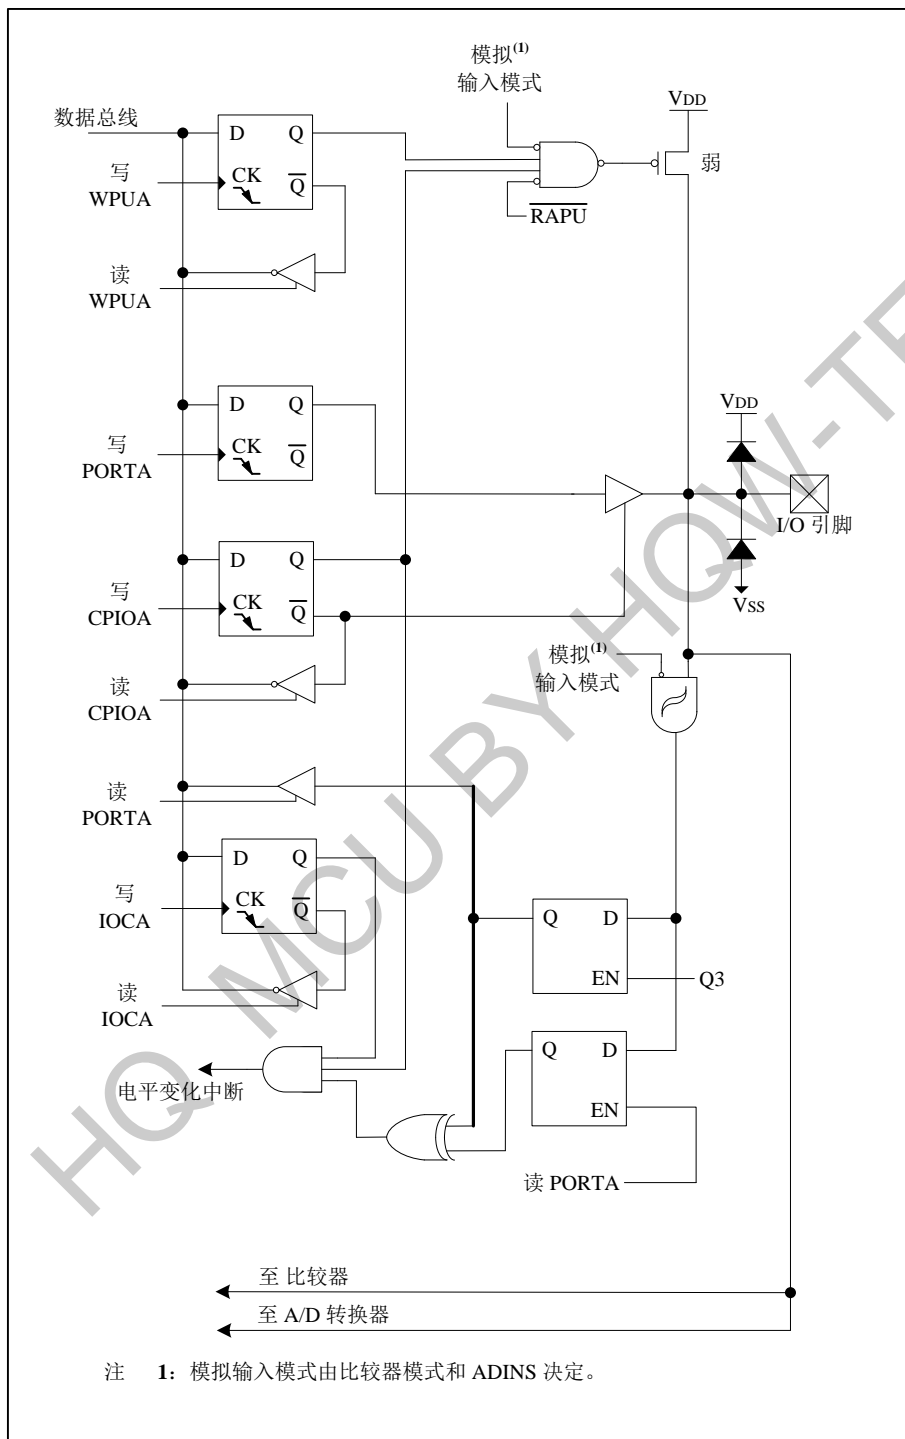 模拟(1)
输入模式
VDD
数据总线
D Q
写
WPUA
CK
Q
弱
RAPU
读
WPUA
D Q
写
PORTA
CK
Q
VDD
I/O 引脚
D Q
写
CPIOA
CK
Q
VSS
模拟(1)
输入模式
读
CPIOA
读
PORTA
D Q
写
IOCA
CK
Q
Q D
EN
Q3
读
IOCA
Q D
EN
电平变化中断
读 PORTA
至 比较器
至 A/D 转换器
注 1: 模拟输入模式由比较器模式和 ADINS 决定。
HQ MCU BY HQW-TE